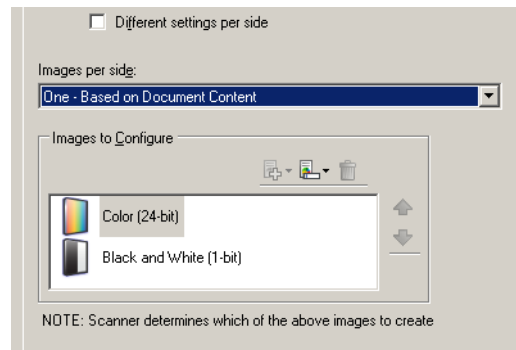 Different settings per side
Images per side:
One - Based on Document Content
Images to Configure
Color (24-bit)
Black and White (1-bit)
NOTE: Scanner determines which of the above images to create